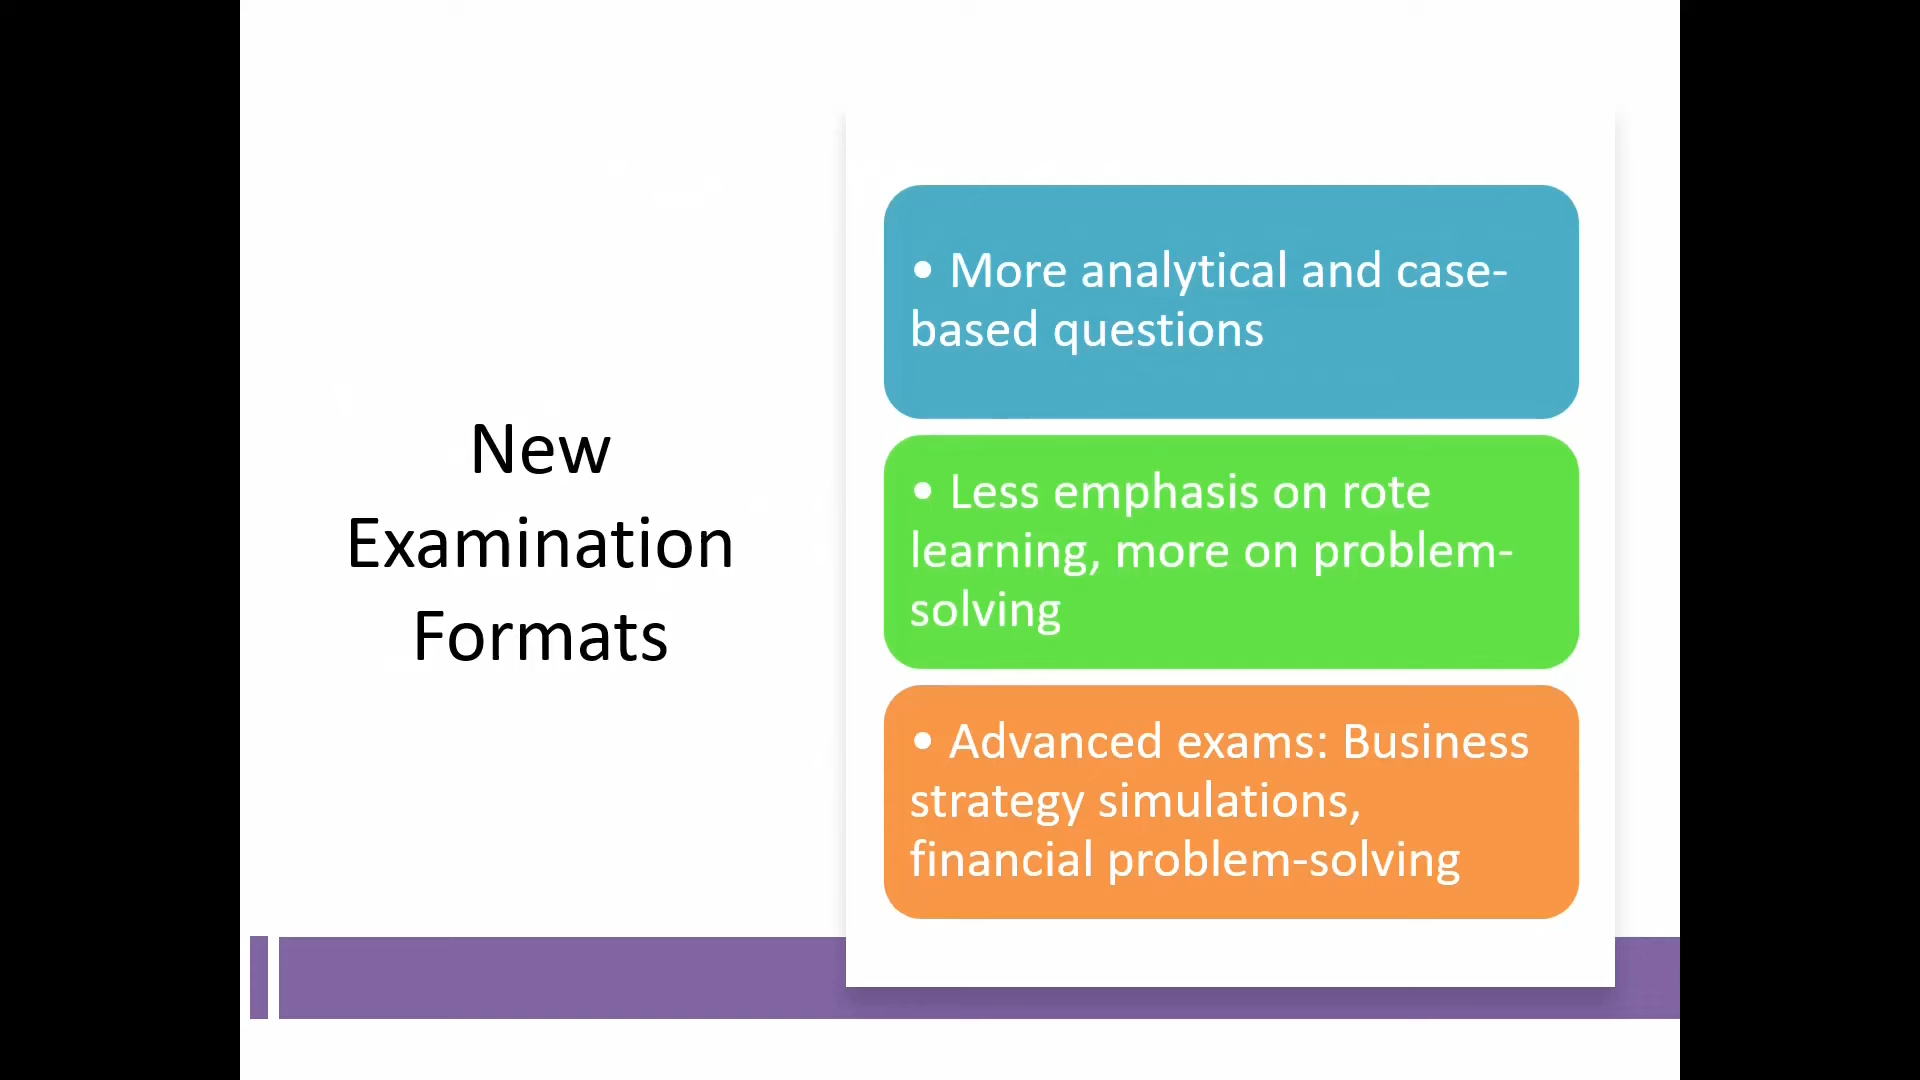 New
Examination
Formats
• More analytical and case-
based questions
• Less emphasis on rote
learning, more on problem-
solving
• Advanced exams: Business
strategy simulations,
financial problem-solving